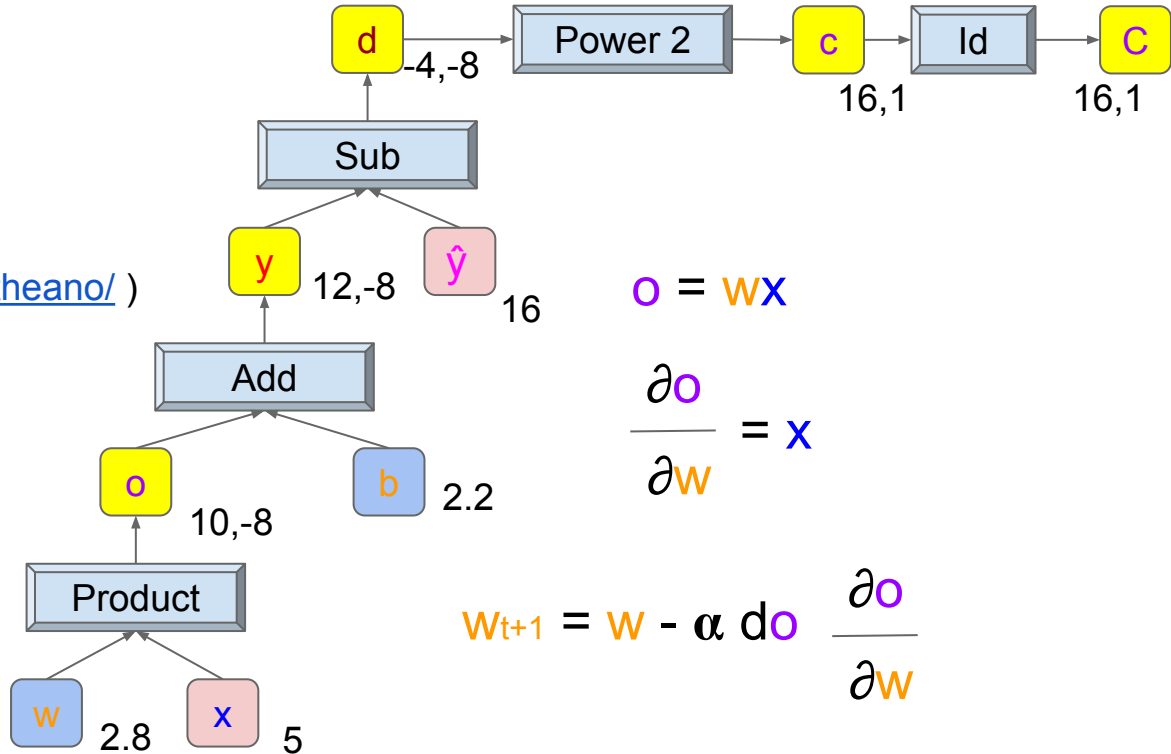 d
-4,-8
Power 2
c
16,1
Id
C
16,1
Sub
y
12,-8
ŷ
16
heano/ )
o = wx
Add
∂o
∂w
= x
o
10,-8
b
2.2
Product
wt+1 = w - α do ∂o
∂w
w
2.8
x
5